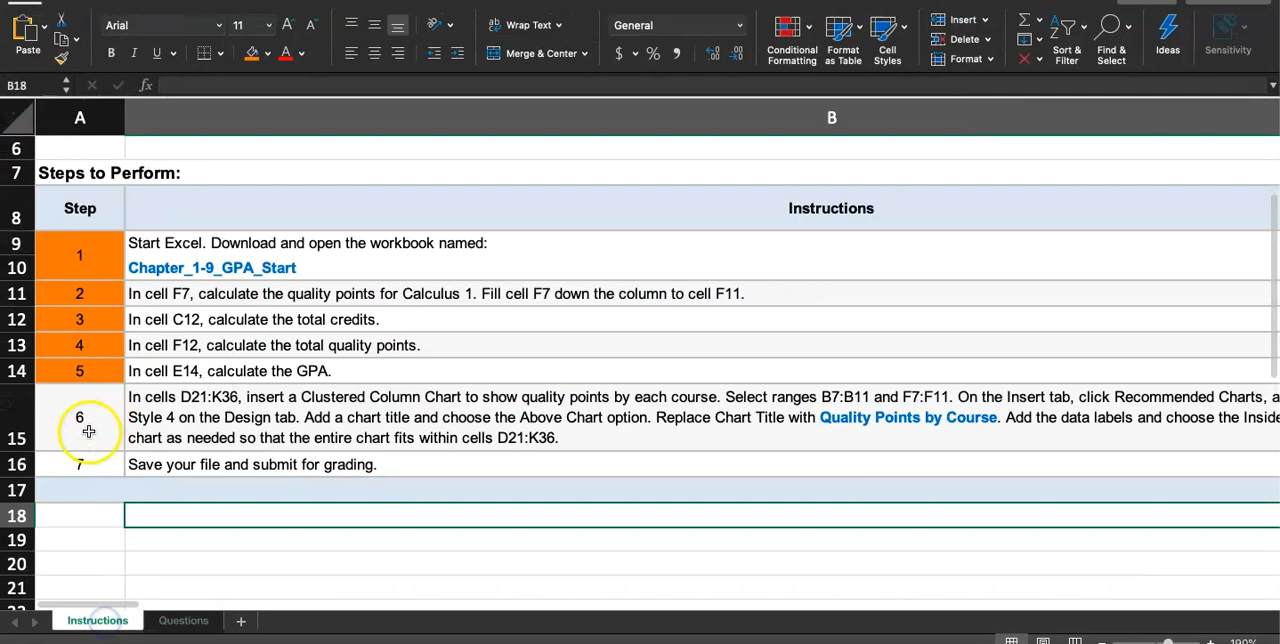 Arial
11
A
A
Wrap Text
General
Paste
B I U
A
Merge & Center
$ % ,
Conditional
Formatting
Format
as Table
Cell
Styles
Insert
Delete
Format
Sort &
Filter
Find &
Select
Ideas
Sensitivity
B18
fx
A
B
6
7 Steps to Perform:
8 Step Instructions
9 Start Excel. Download and open the workbook named:
1
10 Chapter_1-9_GPA_Start
11 2 In cell F7, calculate the quality points for Calculus 1. Fill cell F7 down the column to cell F11.
12 3 In cell C12, calculate the total credits.
13 4 In cell F12, calculate the total quality points.
14 5 In cell E14, calculate the GPA.
In cells D21:K36, insert a Clustered Column Chart to show quality points by each course. Select ranges B7:B11 and F7:F11. On the Insert tab, click Recommended Charts, a
6 Style 4 on the Design tab. Add a chart title and choose the Above Chart option. Replace Chart Title with Quality Points by Course. Add the data labels and choose the Inside
15 chart as needed so that the entire chart fits within cells D21:K36.
16 7 Save your file and submit for grading.
17
18
19
20
21
22
Instructions Questions +
190%